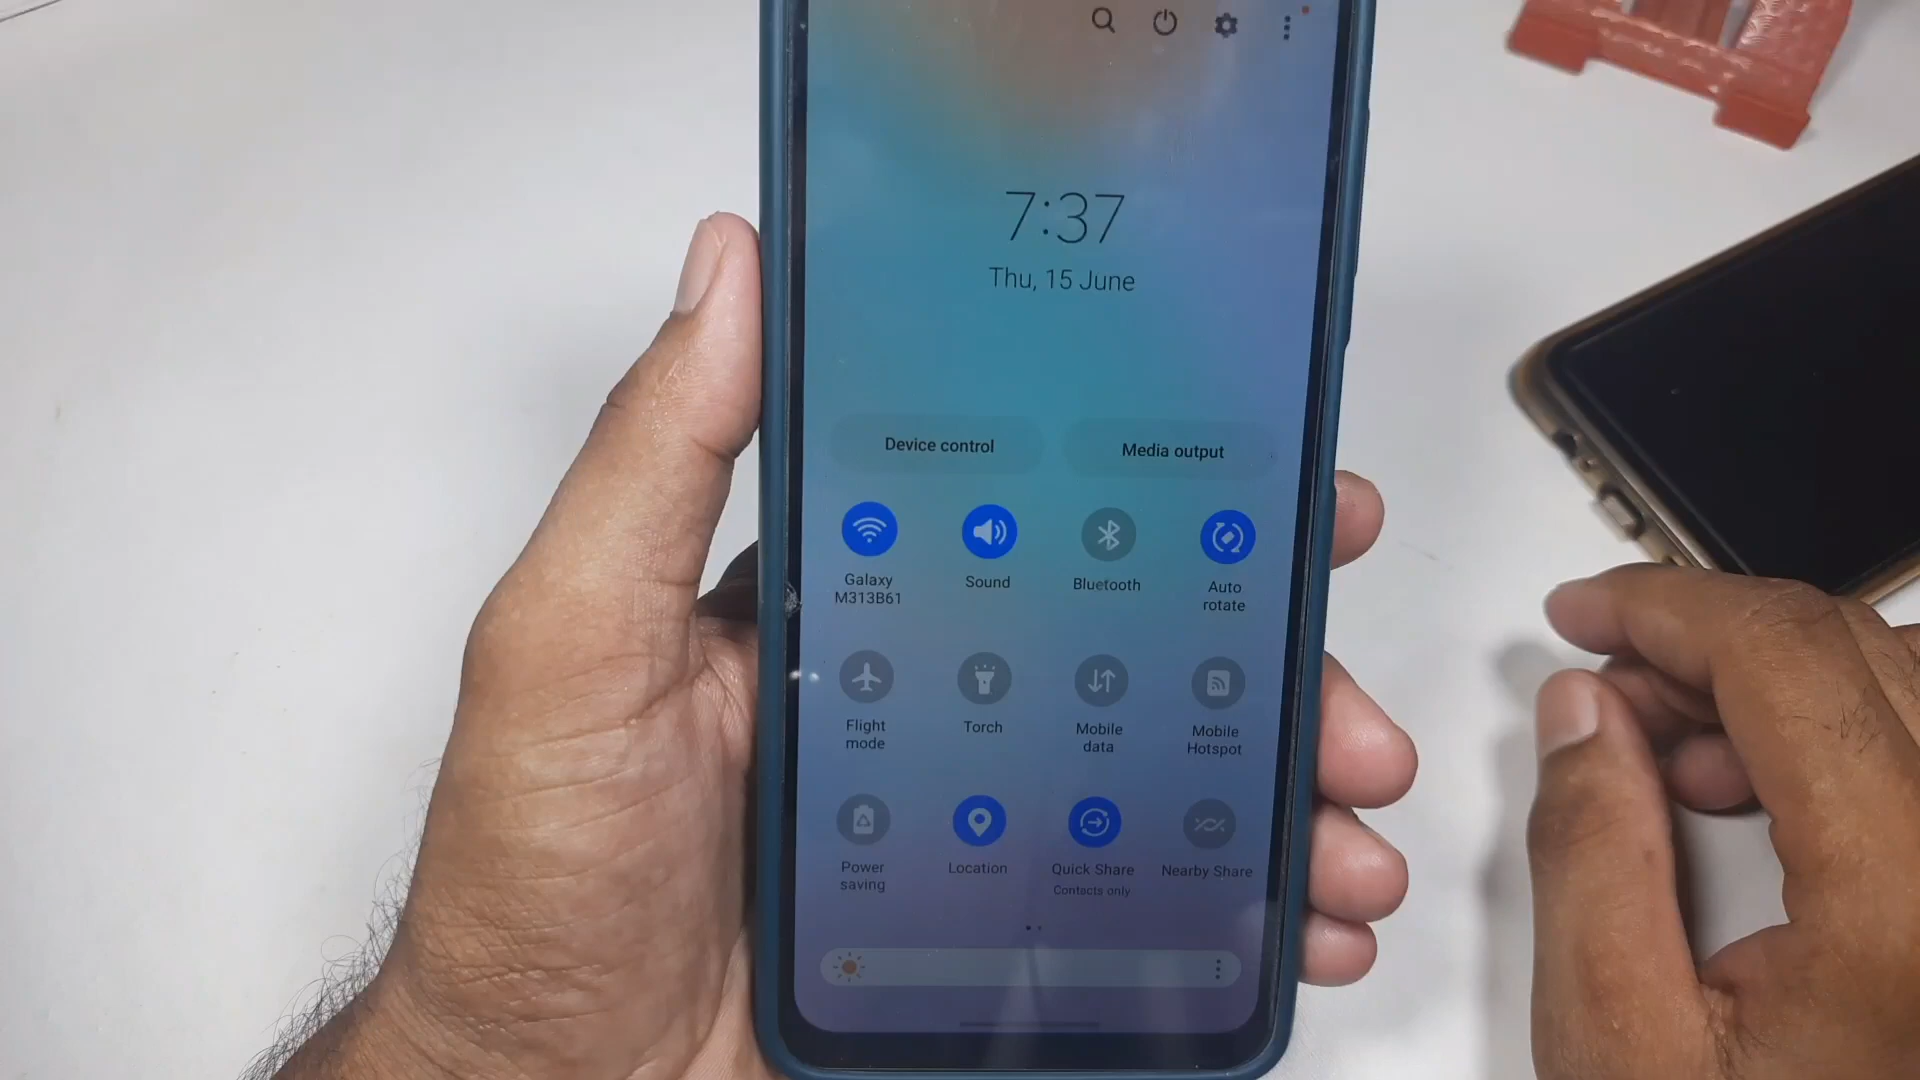 7:37
Thu, 15 June
Device control
Media output
Galaxy
M313B61
Sound
Bluetooth
Auto
rotate
Flight
mode
Torch
Mobile
data
Mobile
Hotspot
Power
saving
Location
Quick Share
Contacts only
Nearby Share